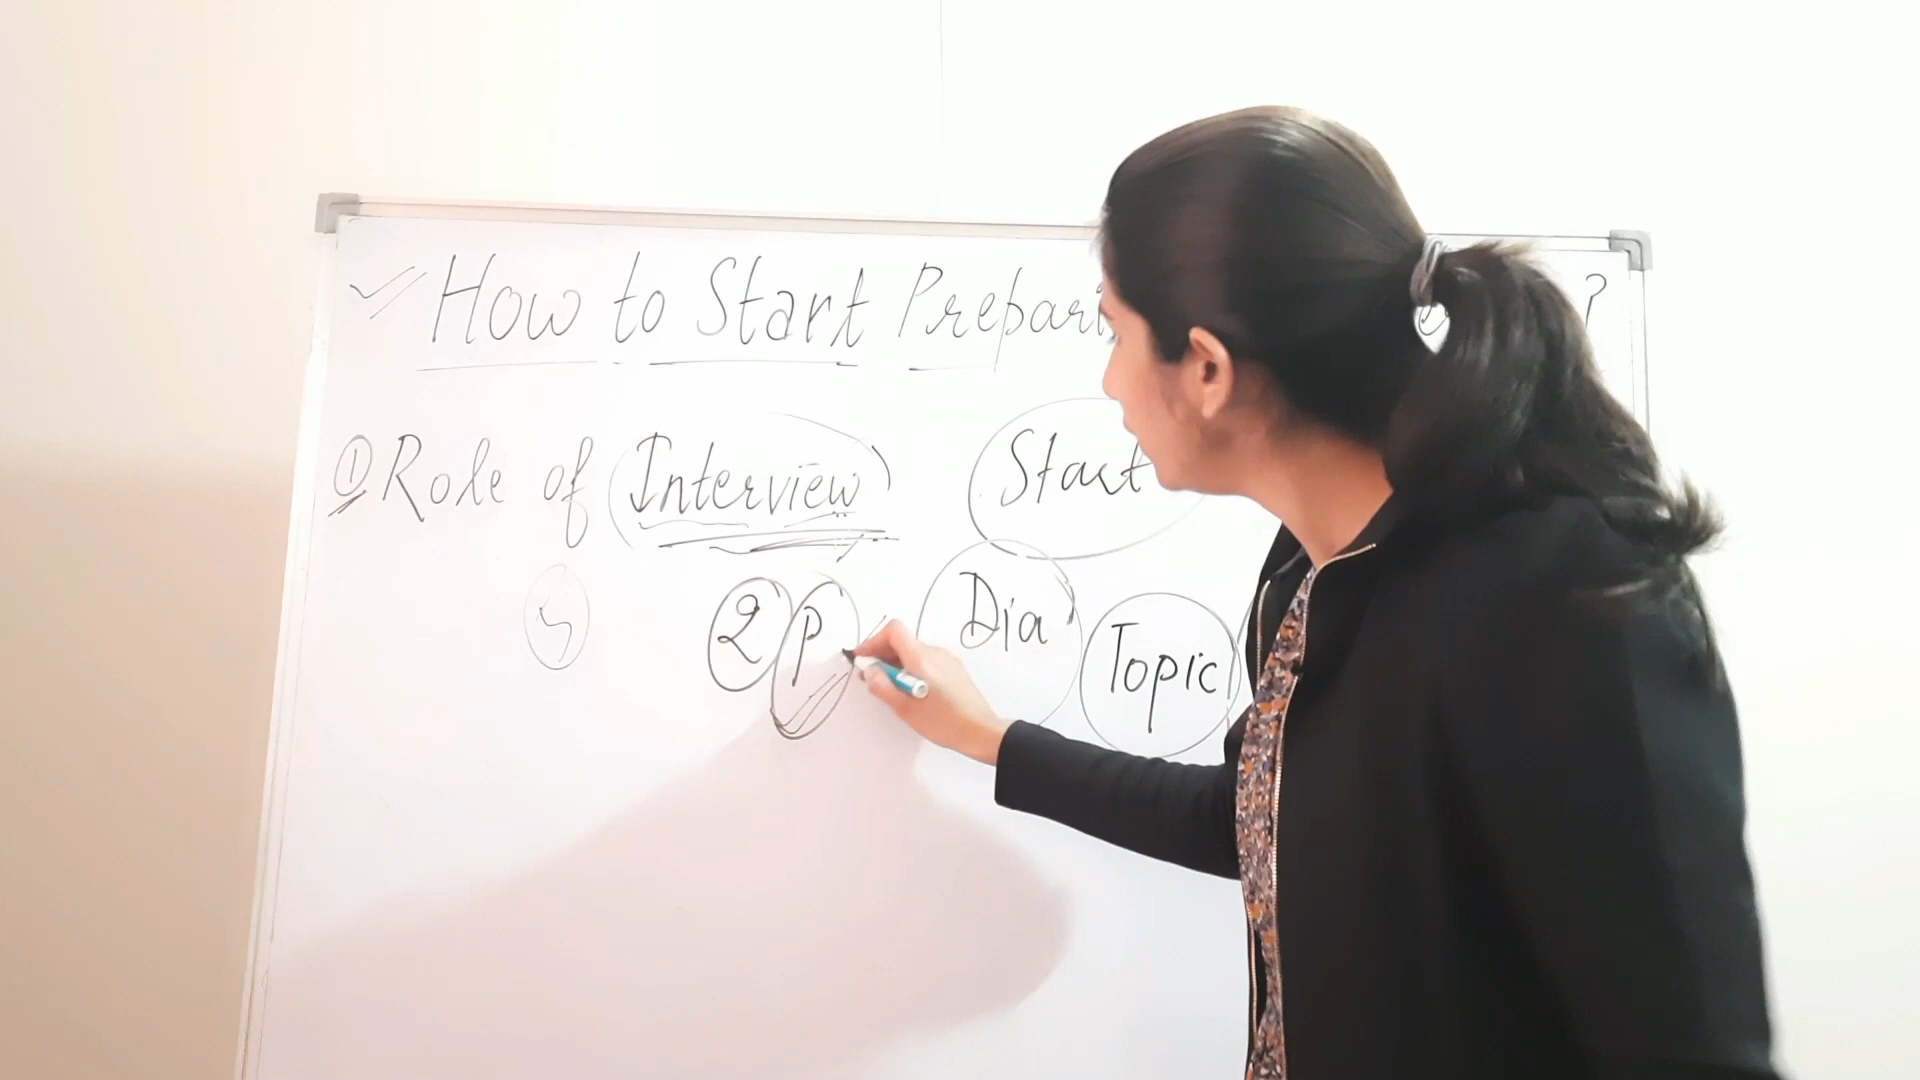 How to Start Prepari ?
① Role of Interview Start
2 P Dia Topic